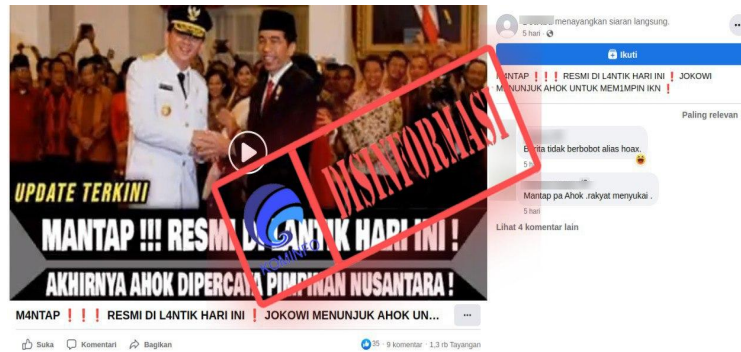 UPDATE TERKINI
MANTAP !!! RESMI DI LANTIK HARI INI !
AKHIRNYA AHOK DIPERCAYA PIMPINAN NUSANTARA !
KOMINFO
DISINFORMASI
M4NTAP ❗❗❗ RESMI DI L4NTIK HARI INI ❗ JOKOWI MENUNJUK AHOK UN...
Suka Komentari Bagikan
35 · 9 komentar · 1,3 rb Tayangan
menayangkan siaran langsung.
5 hari ·
Ikuti
M4NTAP ❗❗❗ RESMI DI L4NTIK HARI INI ❗ JOKOWI
MENUNJUK AHOK UNTUK MEM1MPIN IKN ❗
Paling relevan
Berita tidak berbobot alias hoax.
Mantap pa Ahok .rakyat menyukai .
5 hari
Lihat 4 komentar lain